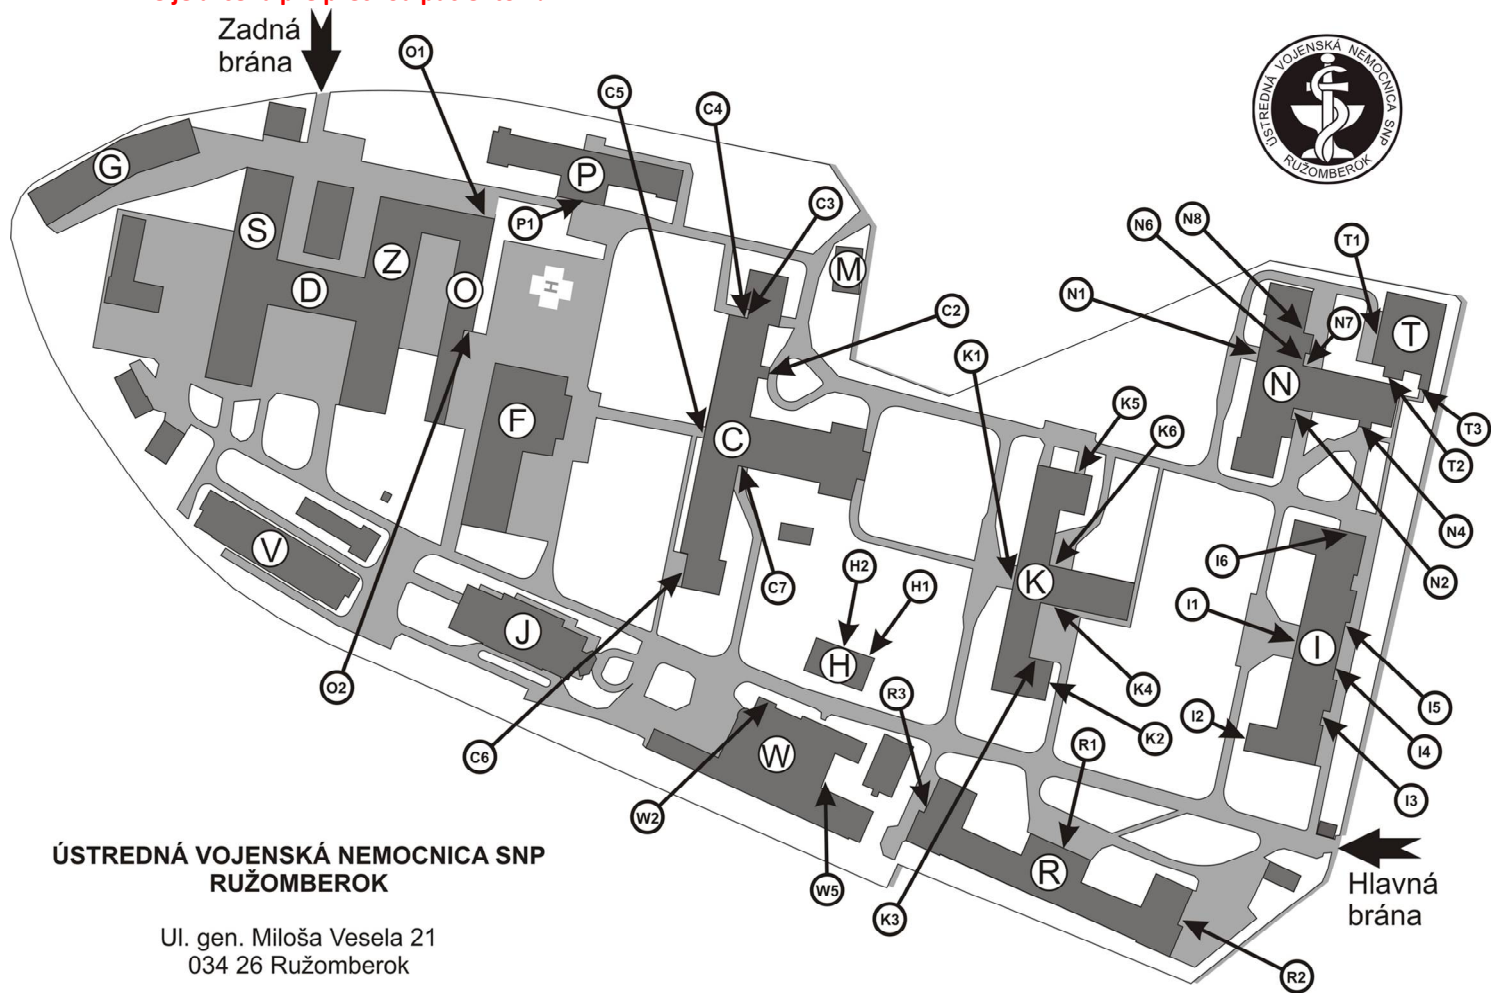 Zadná
brána
O1
C5
C4
ÚSTREDNÁ VOJENSKÁ NEMOCNICA SNP
RUŽOMBEROK
G
P
P1
C3
N8
N6
T1
S
Z
D
O
H
M
N1
N7
C2
T
K1
N
F
K5
K6
C
T3
T2
N4
V
I6
N2
H2
H1
C7
K
I1
J
H
I
O2
R3
K4
I5
I2
K2
R1
I4
C6
W
I3
W2
ÚSTREDNÁ VOJENSKÁ NEMOCNICA SNP
RUŽOMBEROK
R
W5
K3
Hlavná
brána
Ul. gen. Miloša Vesela 21
034 26 Ružomberok
R2